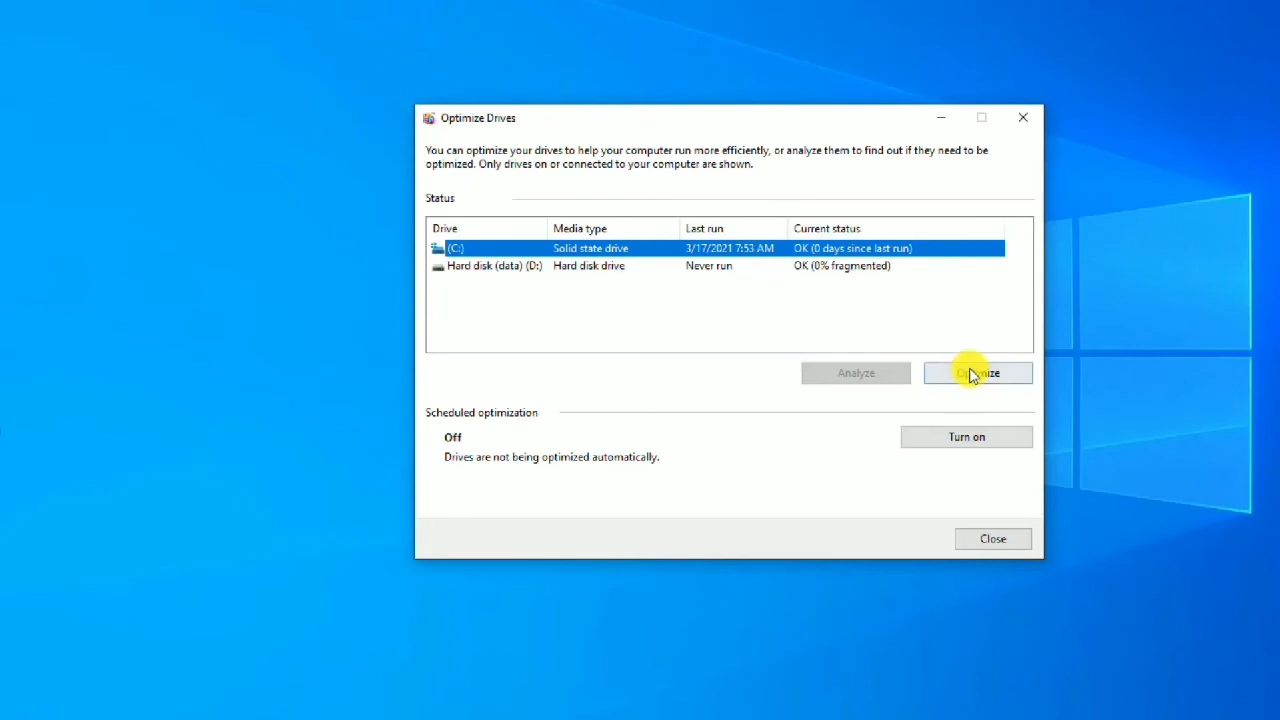 Optimize Drives
You can optimize your drives to help your computer run more efficiently, or analyze them to find out if they need to be
optimized. Only drives on or connected to your computer are shown.
Status
Drive Media type Last run Current status
(C:) Solid state drive 3/17/2021 7:53 AM OK (0 days since last run)
Hard disk (data) (D:) Hard disk drive Never run OK (0% fragmented)
Analyze Optimize
Scheduled optimization
Off Turn on
Drives are not being optimized automatically.
Close